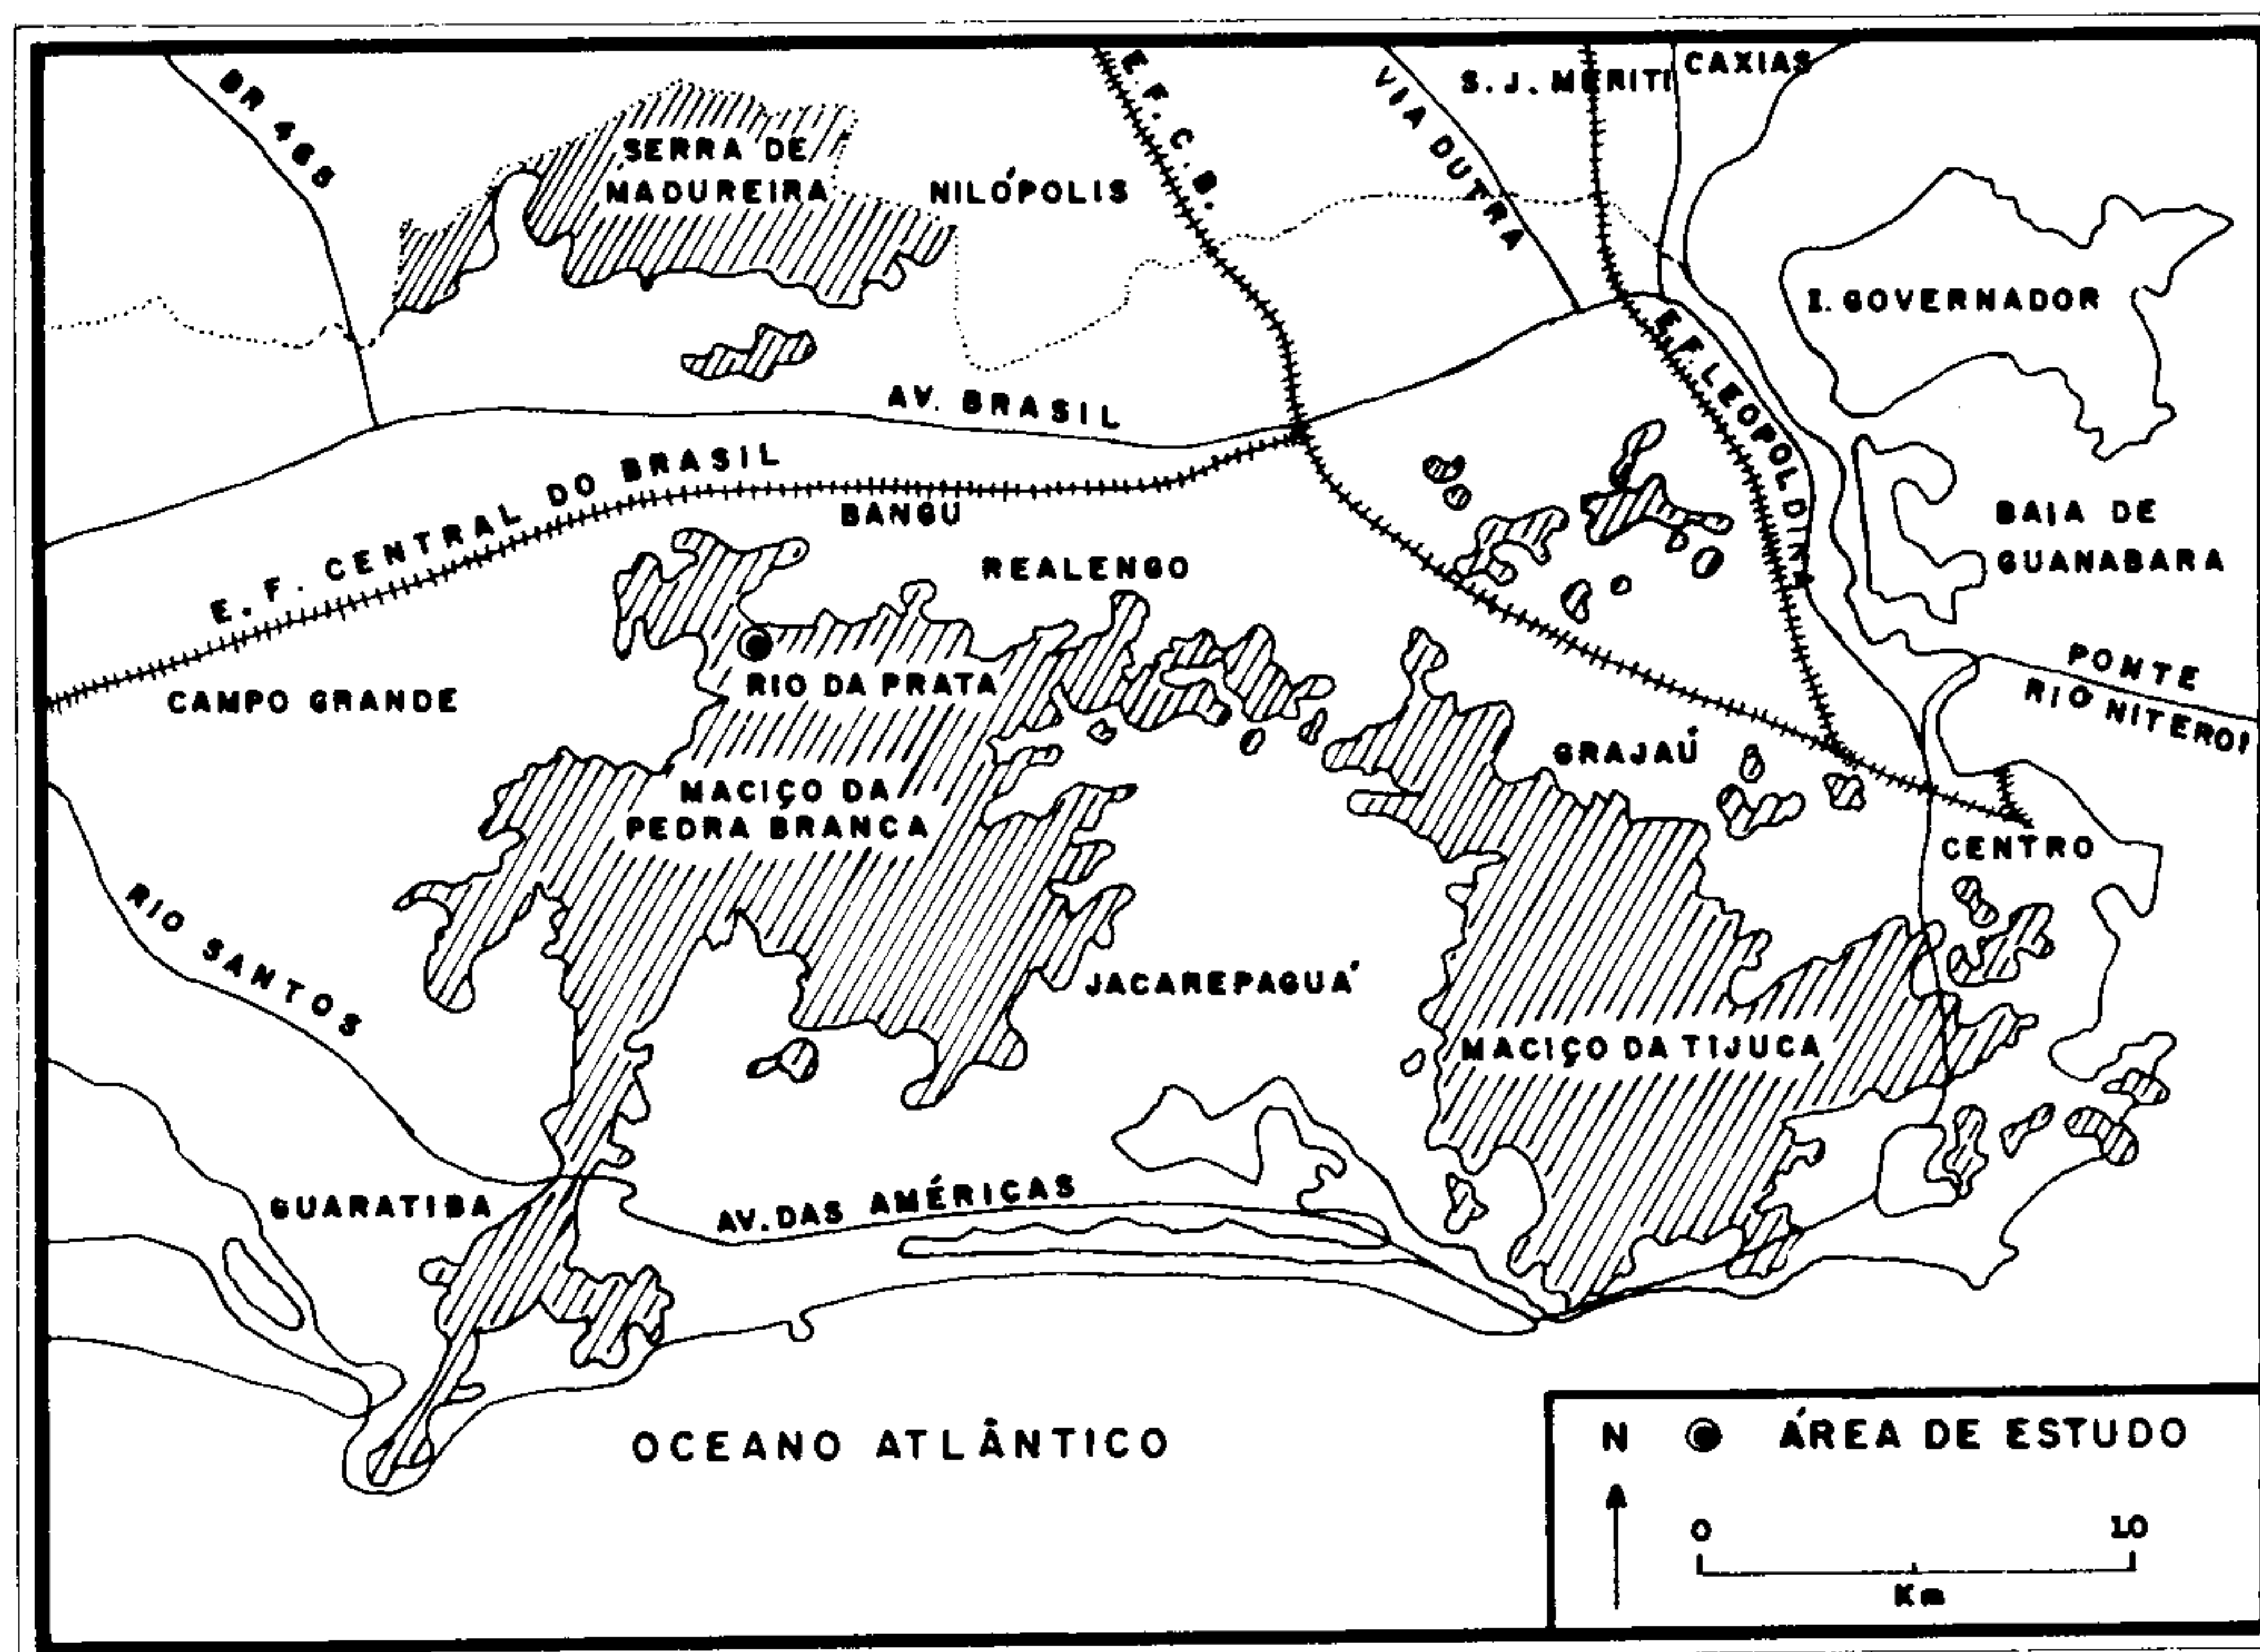 BR 465
SERRA DE
MADUREIRA
NILÓPOLIS
E. F. C. B.
VIA DUTRA
S. J. MERITI
CAXIAS
I. GOVERNADOR
AV. BRASIL
E. F. LEOPOLDINA
E. F. CENTRAL DO BRASIL
BANGU
REALENGO
BAIA DE
GUANABARA
PONTE
RIO NITEROI
CAMPO GRANDE
RIO DA PRATA
GRAJAÚ
MACIÇO DA
PEDRA BRANCA
CENTRO
RIO SANTOS
JACAREPAGUÁ
MACIÇO DA TIJUCA
GUARATIBA
AV. DAS AMÉRICAS
OCEANO ATLÂNTICO
N
ÁREA DE ESTUDO
0 10
Km